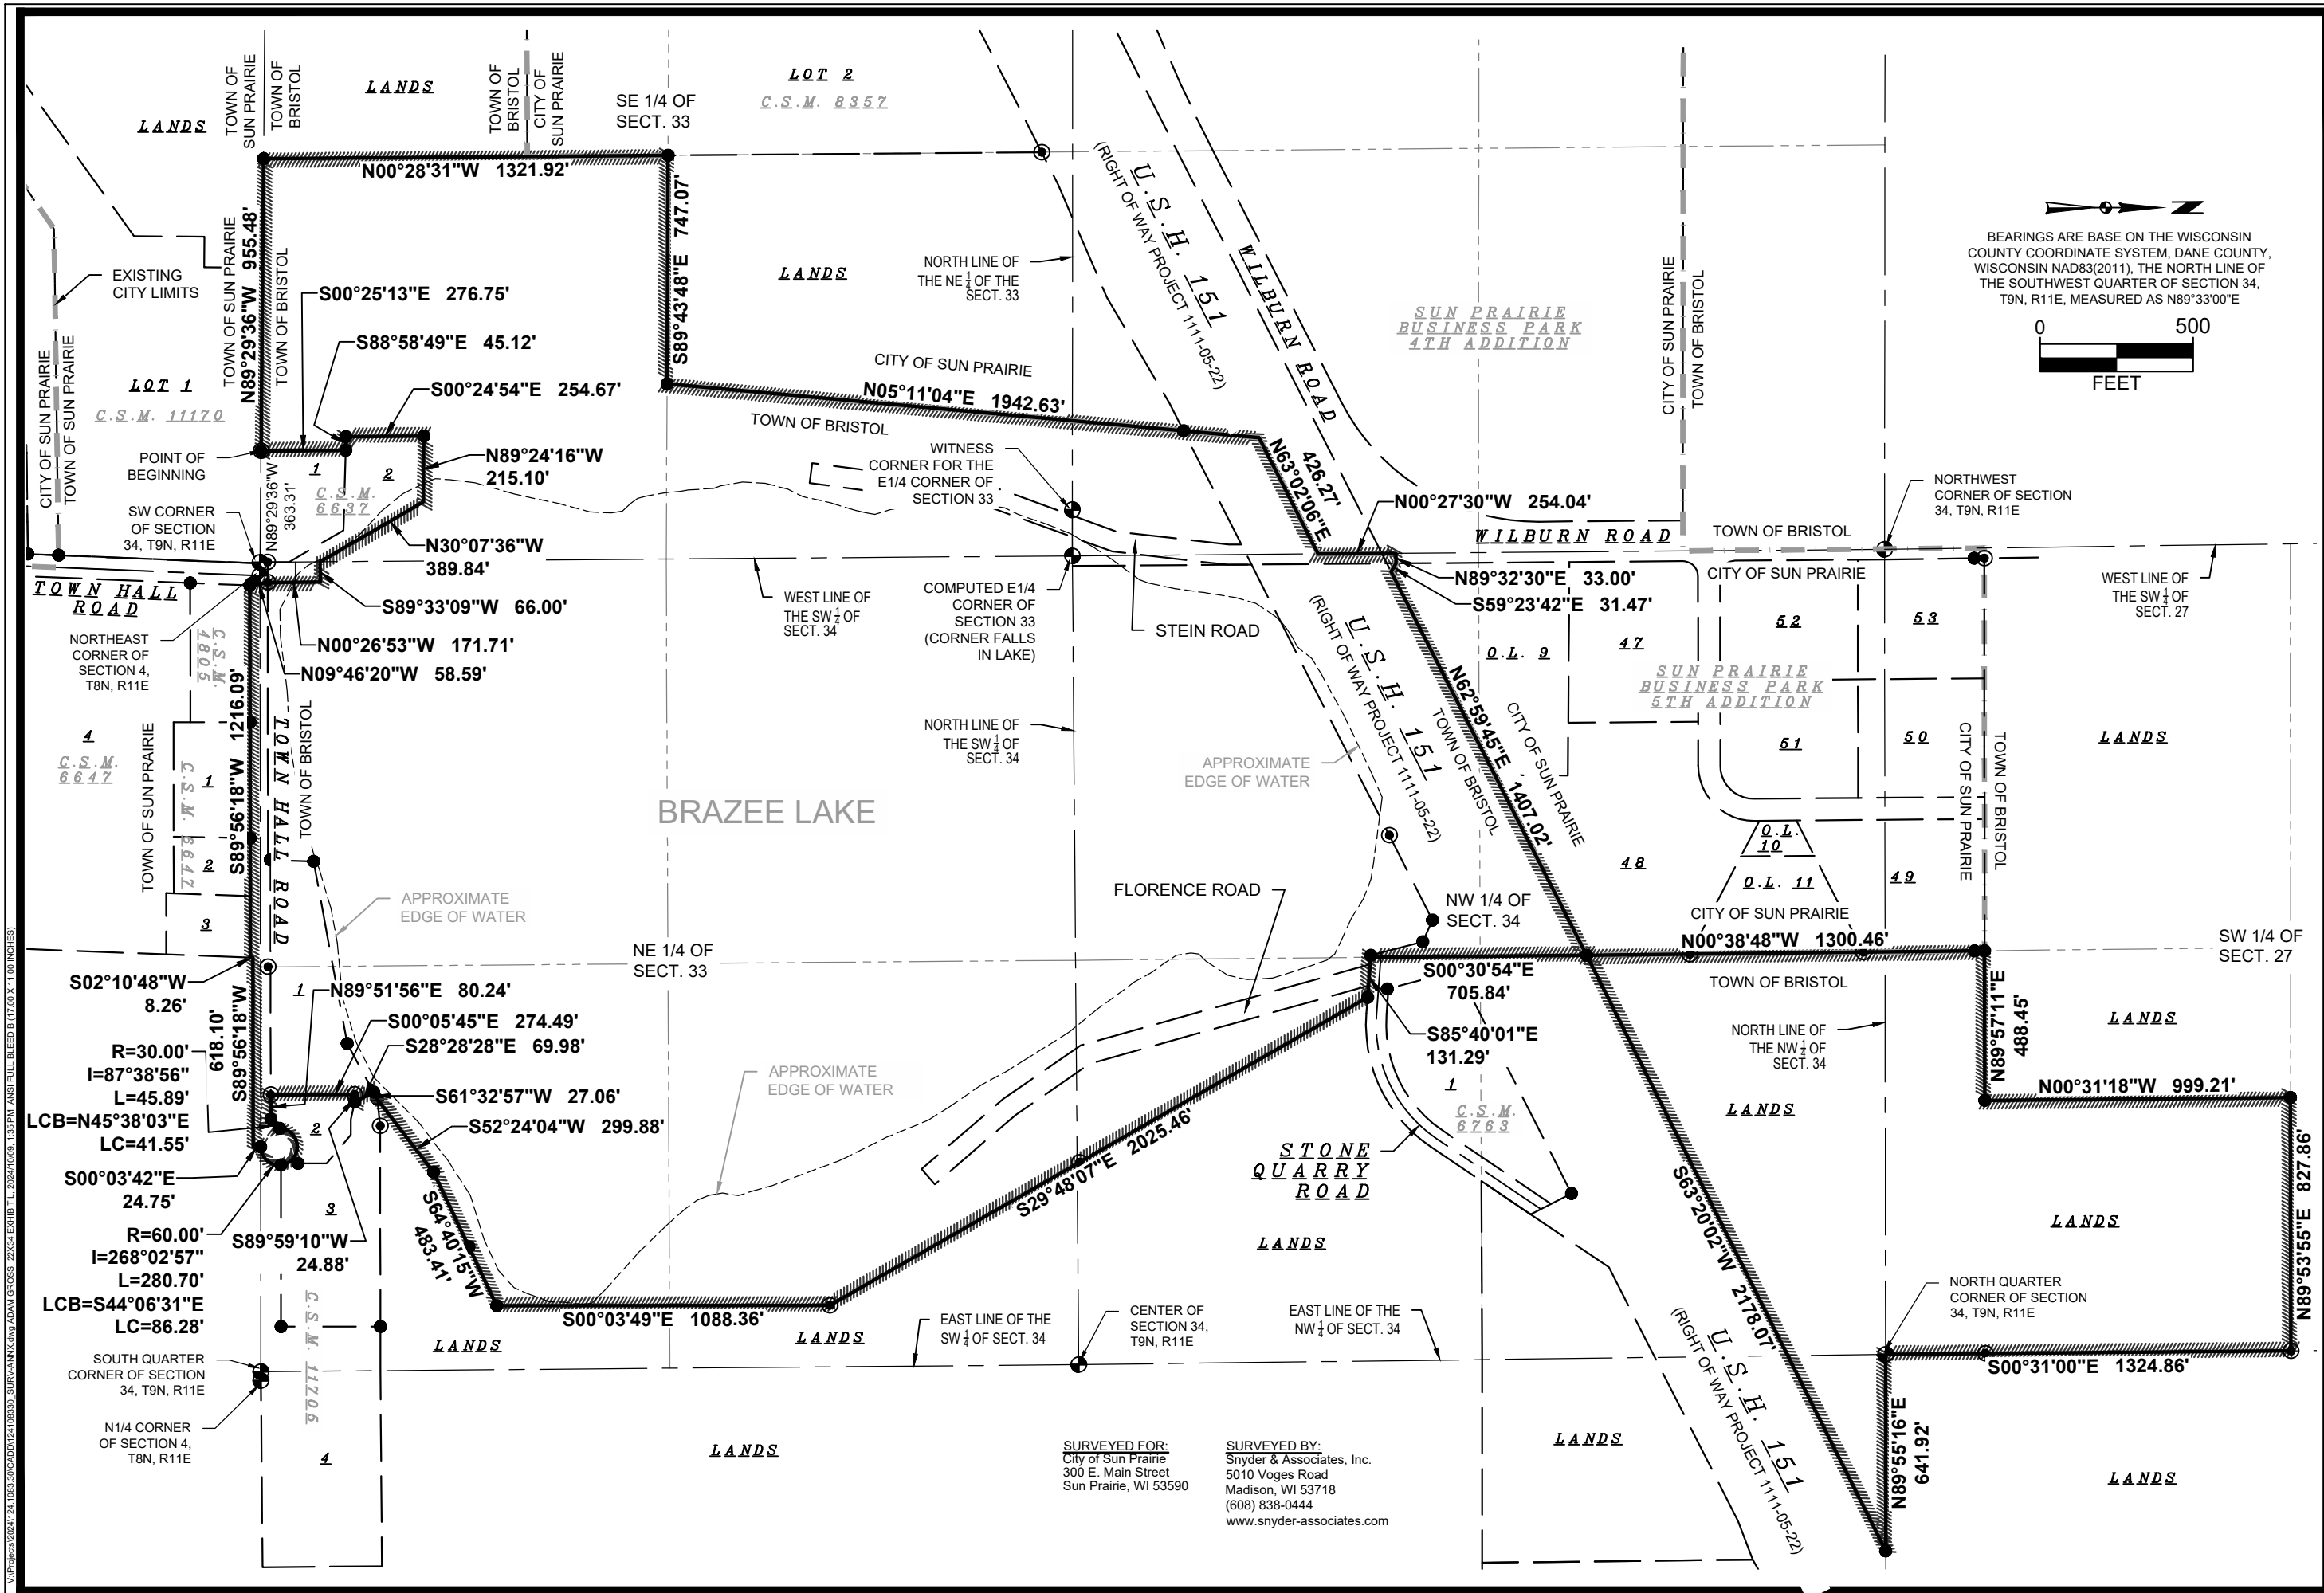 TOWN OF
SUN PRAIRIE
TOWN OF
BRISTOL
LANDS
LANDS
TOWN OF
BRISTOL
CITY OF
SUN PRAIRIE
SE 1/4 OF
SECT. 33
LOT 2
C.S.M. 8357
N00°28'31"W 1321.92'
S89°43'48"E 747.07'
N89°29'36"W 955.48'
TOWN OF SUN PRAIRIE
TOWN OF BRISTOL
EXISTING
CITY LIMITS
CITY OF SUN PRAIRIE
TOWN OF SUN PRAIRIE
LOT 1
C.S.M. 11170
S00°25'13"E 276.75'
S88°58'49"E 45.12'
S00°24'54"E 254.67'
N89°24'16"W
215.10'
POINT OF
BEGINNING
1
2
C.S.M.
6637
N89°29'36"W
363.31'
SW CORNER
OF SECTION
34, T9N, R11E
N30°07'36"W
389.84'
S89°33'09"W 66.00'
N00°26'53"W 171.71'
N09°46'20"W 58.59'
TOWN HALL
ROAD
NORTHEAST
CORNER OF
SECTION 4,
T8N, R11E
C.S.M.
4805
LANDS
NORTH LINE OF
THE NE 1/4 OF THE
SECT. 33
CITY OF SUN PRAIRIE
N05°11'04"E 1942.63'
TOWN OF BRISTOL
WITNESS
CORNER FOR THE
E1/4 CORNER OF
SECTION 33
U.S.H. 151
(RIGHT OF WAY PROJECT 1111-05-22)
WILBURN ROAD
SUN PRAIRIE
BUSINESS PARK
4TH ADDITION
CITY OF SUN PRAIRIE
TOWN OF BRISTOL
BEARINGS ARE BASE ON THE WISCONSIN
COUNTY COORDINATE SYSTEM, DANE COUNTY,
WISCONSIN NAD83(2011), THE NORTH LINE OF
THE SOUTHWEST QUARTER OF SECTION 34,
T9N, R11E, MEASURED AS N89°33'00"E
0 500
FEET
N63°02'06"E
426.27'
N00°27'30"W 254.04'
WILBURN ROAD
TOWN OF BRISTOL
CITY OF SUN PRAIRIE
NORTHWEST
CORNER OF SECTION
34, T9N, R11E
N89°32'30"E 33.00'
S59°23'42"E 31.47'
WEST LINE OF
THE SW 1/4 OF
SECT. 27
WEST LINE OF
THE SW 1/4 OF
SECT. 34
COMPUTED E1/4
CORNER OF
SECTION 33
(CORNER FALLS
IN LAKE)
STEIN ROAD
U.S.H. 151
(RIGHT OF WAY PROJECT 1111-05-22)
O.L. 9
47
52
53
SUN PRAIRIE
BUSINESS PARK
5TH ADDITION
51
50
LANDS
CITY OF SUN PRAIRIE
TOWN OF BRISTOL
N62°59'45"E 1407.02'
CITY OF SUN PRAIRIE
TOWN OF BRISTOL
48
O.L.
10
O.L. 11
49
S89°56'18"W 1216.09'
TOWN HALL ROAD
TOWN OF BRISTOL
4
C.S.M.
6647
TOWN OF SUN PRAIRIE
1
C.S.M. 6647
2
3
NORTH LINE OF
THE SW 1/4 OF
SECT. 34
APPROXIMATE
EDGE OF WATER
BRAZEE LAKE
APPROXIMATE
EDGE OF WATER
FLORENCE ROAD
NE 1/4 OF
SECT. 33
NW 1/4 OF
SECT. 34
CITY OF SUN PRAIRIE
N00°38'48"W 1300.46'
TOWN OF BRISTOL
SW 1/4 OF
SECT. 27
S02°10'48"W
8.26'
S00°30'54"E
705.84'
N89°57'11"E
488.45'
LANDS
1
N89°51'56"E 80.24'
S00°05'45"E 274.49'
S28°28'28"E 69.98'
618.10'
S89°56'18"W
R=30.00'
I=87°38'56"
L=45.89'
LCB=N45°38'03"E
LC=41.55'
S85°40'01"E
131.29'
NORTH LINE OF
THE NW 1/4 OF
SECT. 34
N00°31'18"W 999.21'
LANDS
1
C.S.M.
6763
APPROXIMATE
EDGE OF WATER
S61°32'57"W 27.06'
S52°24'04"W 299.88'
2
3
S00°03'42"E
24.75'
R=60.00'
I=268°02'57"
L=280.70'
LCB=S44°06'31"E
LC=86.28'
S89°59'10"W
24.88'
S64°40'15"W
483.41'
S29°48'07"E 2025.46'
STONE
QUARRY
ROAD
LANDS
S63°20'02"W 2178.07'
LANDS
N89°53'55"E 827.86'
NORTH QUARTER
CORNER OF SECTION
34, T9N, R11E
S00°03'49"E 1088.36'
LANDS
LANDS
EAST LINE OF THE
SW 1/4 OF SECT. 34
CENTER OF
SECTION 34,
T9N, R11E
EAST LINE OF THE
NW 1/4 OF SECT. 34
S00°31'00"E 1324.86'
U.S.H. 151
(RIGHT OF WAY PROJECT 1111-05-22)
N89°55'16"E
641.92'
SOUTH QUARTER
CORNER OF SECTION
34, T9N, R11E
C.S.M. 11705
N1/4 CORNER
OF SECTION 4,
T8N, R11E
4
LANDS
SURVEYED FOR:
City of Sun Prairie
300 E. Main Street
Sun Prairie, WI 53590
SURVEYED BY:
Snyder & Associates, Inc.
5010 Voges Road
Madison, WI 53718
(608) 838-0444
www.snyder-associates.com
LANDS
LANDS